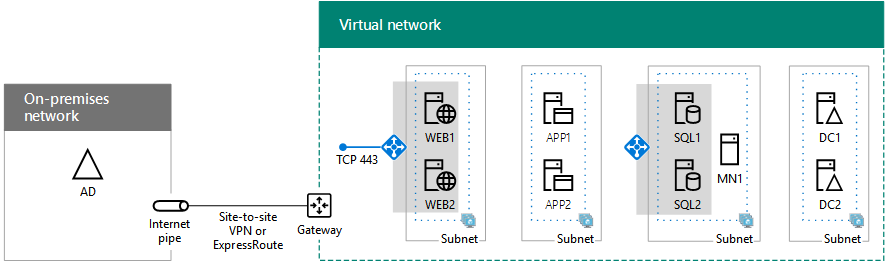 Virtual network
On-premises
network
AD
Internet
pipe
Site-to-site
VPN or
ExpressRoute
Gateway
TCP 443
WEB1
WEB2
Subnet
APP1
APP2
Subnet
SQL1
SQL2
MN1
Subnet
DC1
DC2
Subnet